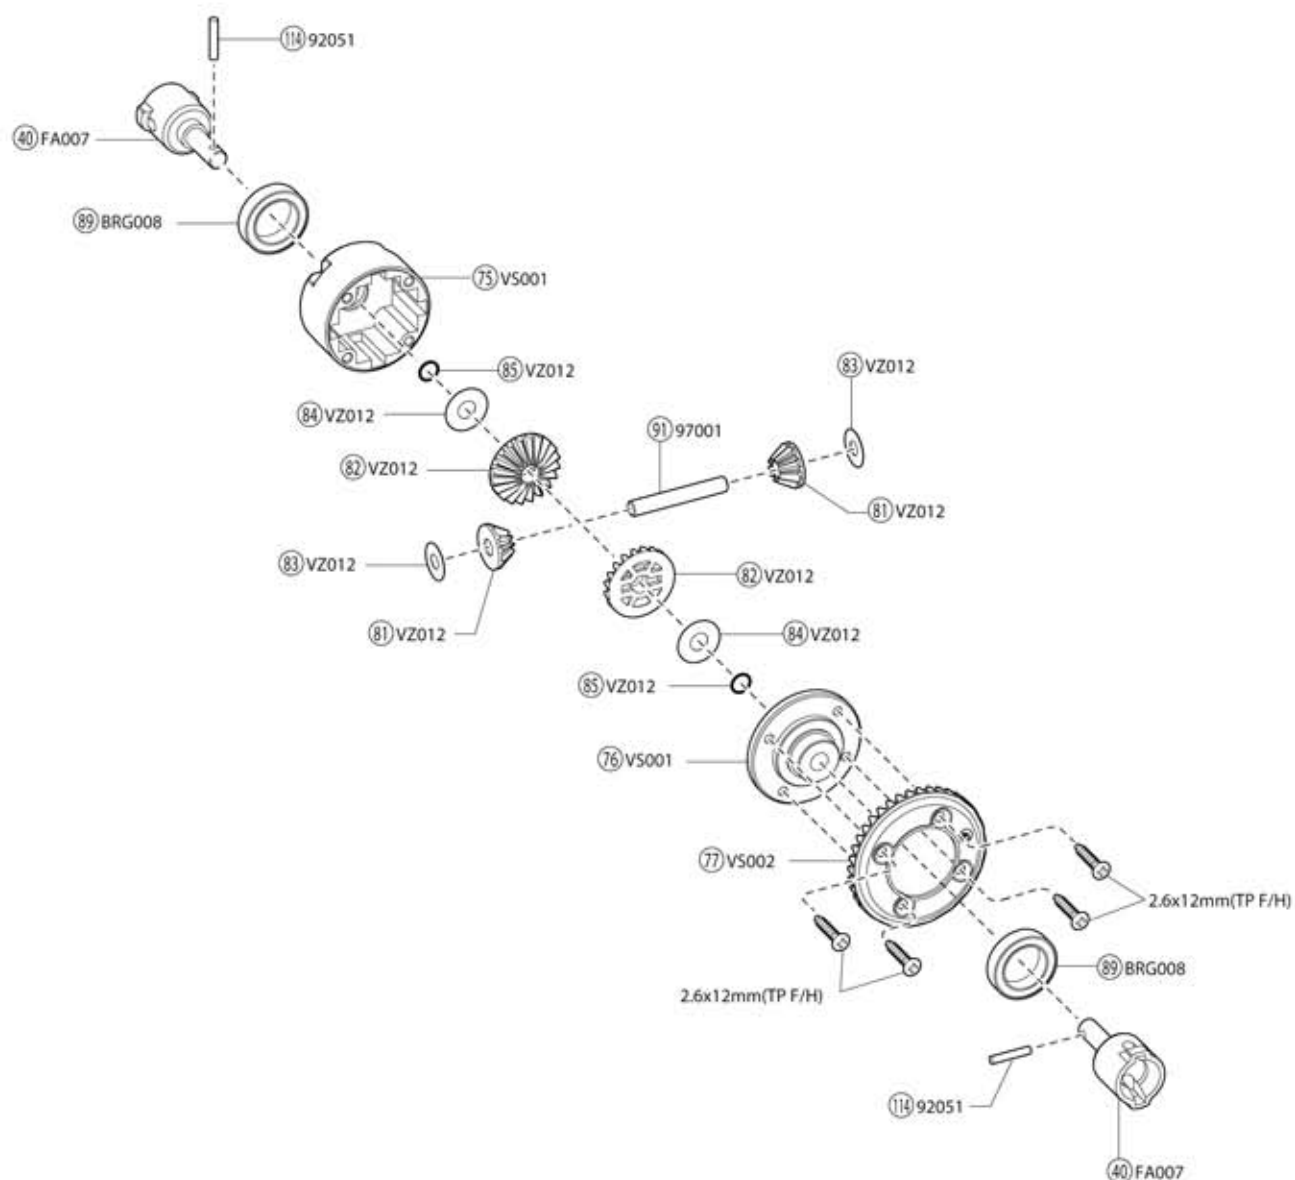 114 92051
40 FA007
89 BRG008
75 VS001
85 VZ012
83 VZ012
84 VZ012
91 97001
82 VZ012
81 VZ012
83 VZ012
82 VZ012
81 VZ012
84 VZ012
85 VZ012
76 VS001
77 VS002
2.6x12mm(TP F/H)
89 BRG008
2.6x12mm(TP F/H)
114 92051
40 FA007